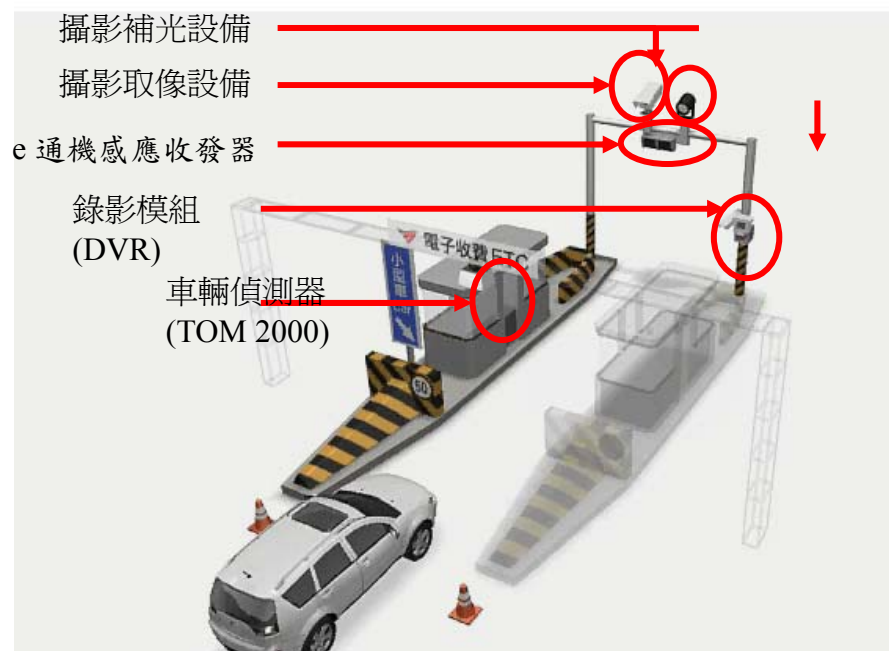 攝影補光設備
攝影取像設備
e 通機感應收發器
錄影模組
(DVR)
車輛偵測器
(TOM 2000)
電子收費ETC
小型車
50